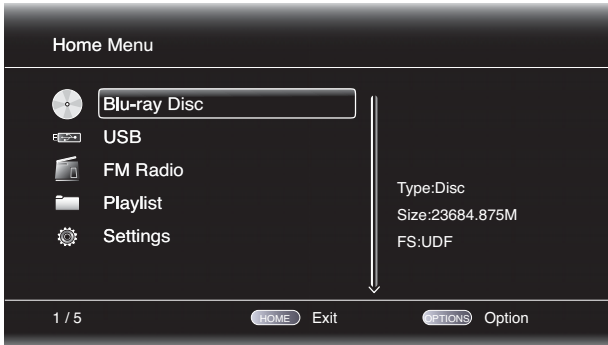 Home Menu
Blu-ray Disc
USB
FM Radio
Playlist
Settings
Type:Disc
Size:23684.875M
FS:UDF
1 / 5 HOME Exit OPTIONS Option